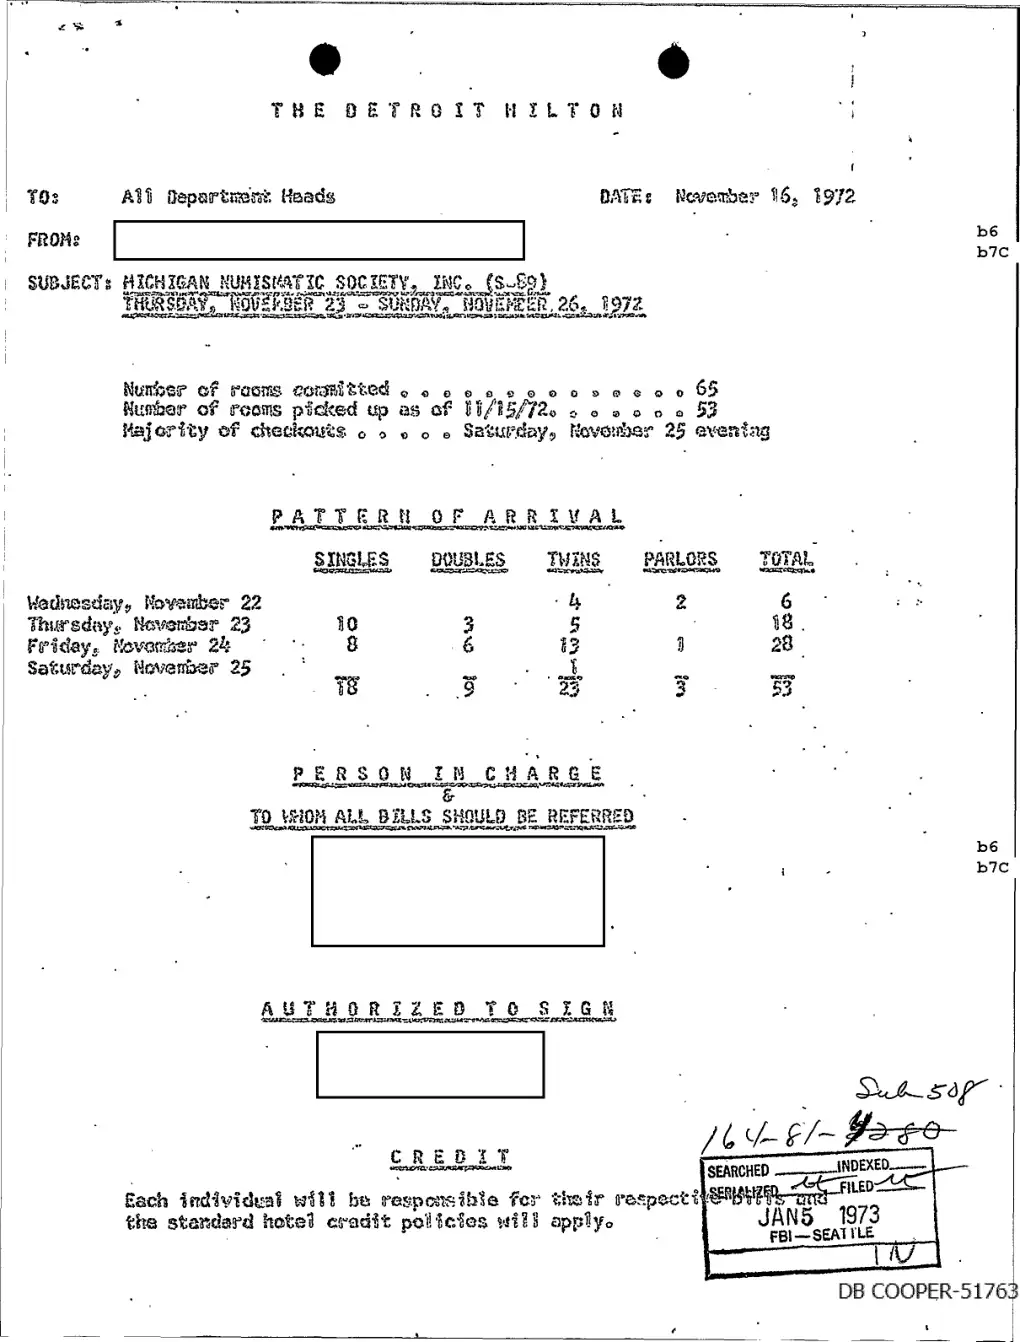 THE DETROIT HILTON
TO: All Department Heads DATE: November 16, 1972
FROM:
b6
b7C
SUBJECT: MICHIGAN NUMISMATIC SOCIETY, INC. (S-89)
THURSDAY, NOVEMBER 23 - SUNDAY, NOVEMBER 26, 1972
Number of rooms committed . . . . . . . . . . . . . . 65
Number of rooms picked up as of 11/15/72. . . . . . . 53
Majority of checkouts . . . . . Saturday, November 25 evening
PATTERN OF ARRIVAL
SINGLES DOUBLES TWINS PARLORS TOTAL
Wednesday, November 22 4 2 6
Thursday, November 23 10 3 5 18
Friday, November 24 8 6 13 1 28
Saturday, November 25 1
18 9 23 3 53
PERSON IN CHARGE
&
TO WHOM ALL BILLS SHOULD BE REFERRED
b6
b7C
AUTHORIZED TO SIGN
Sub 508
164-81-
CREDIT
Each individual will be responsible for their respective bills and
the standard hotel credit policies will apply.
SEARCHED INDEXED
SERIALIZED FILED
JAN 5 1973
FBI — SEATTLE
DB COOPER-51763